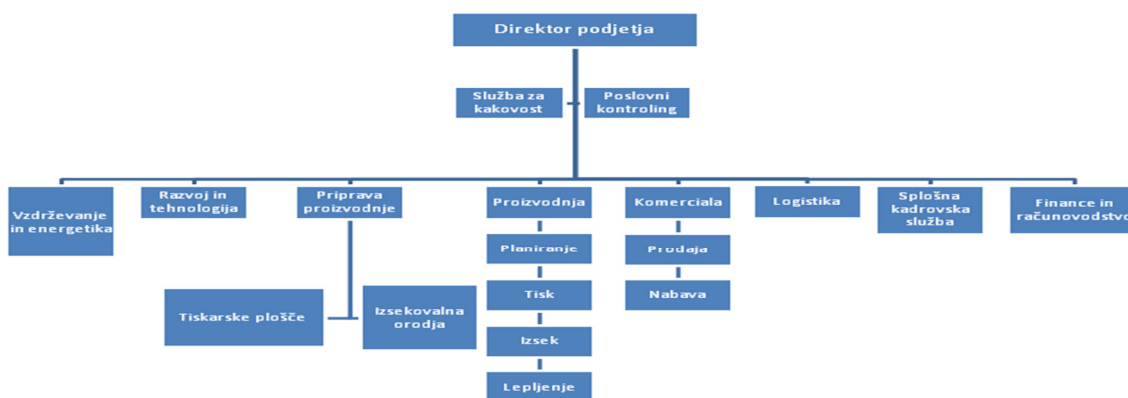 Direktor podjetja
Služba za
kakovost
Poslovni
kontroling
Vzdrževanje
in energetika
Razvoj in
tehnologija
Priprava
proizvodnje
Proizvodnja
Komerciala
Logistika
Splošna
kadrovska
služba
Finance in
računovodstvo
Planiranje
Prodaja
Tiskarske plošče
Izsekovalna
orodja
Tisk
Nabava
Izsek
Lepljenje